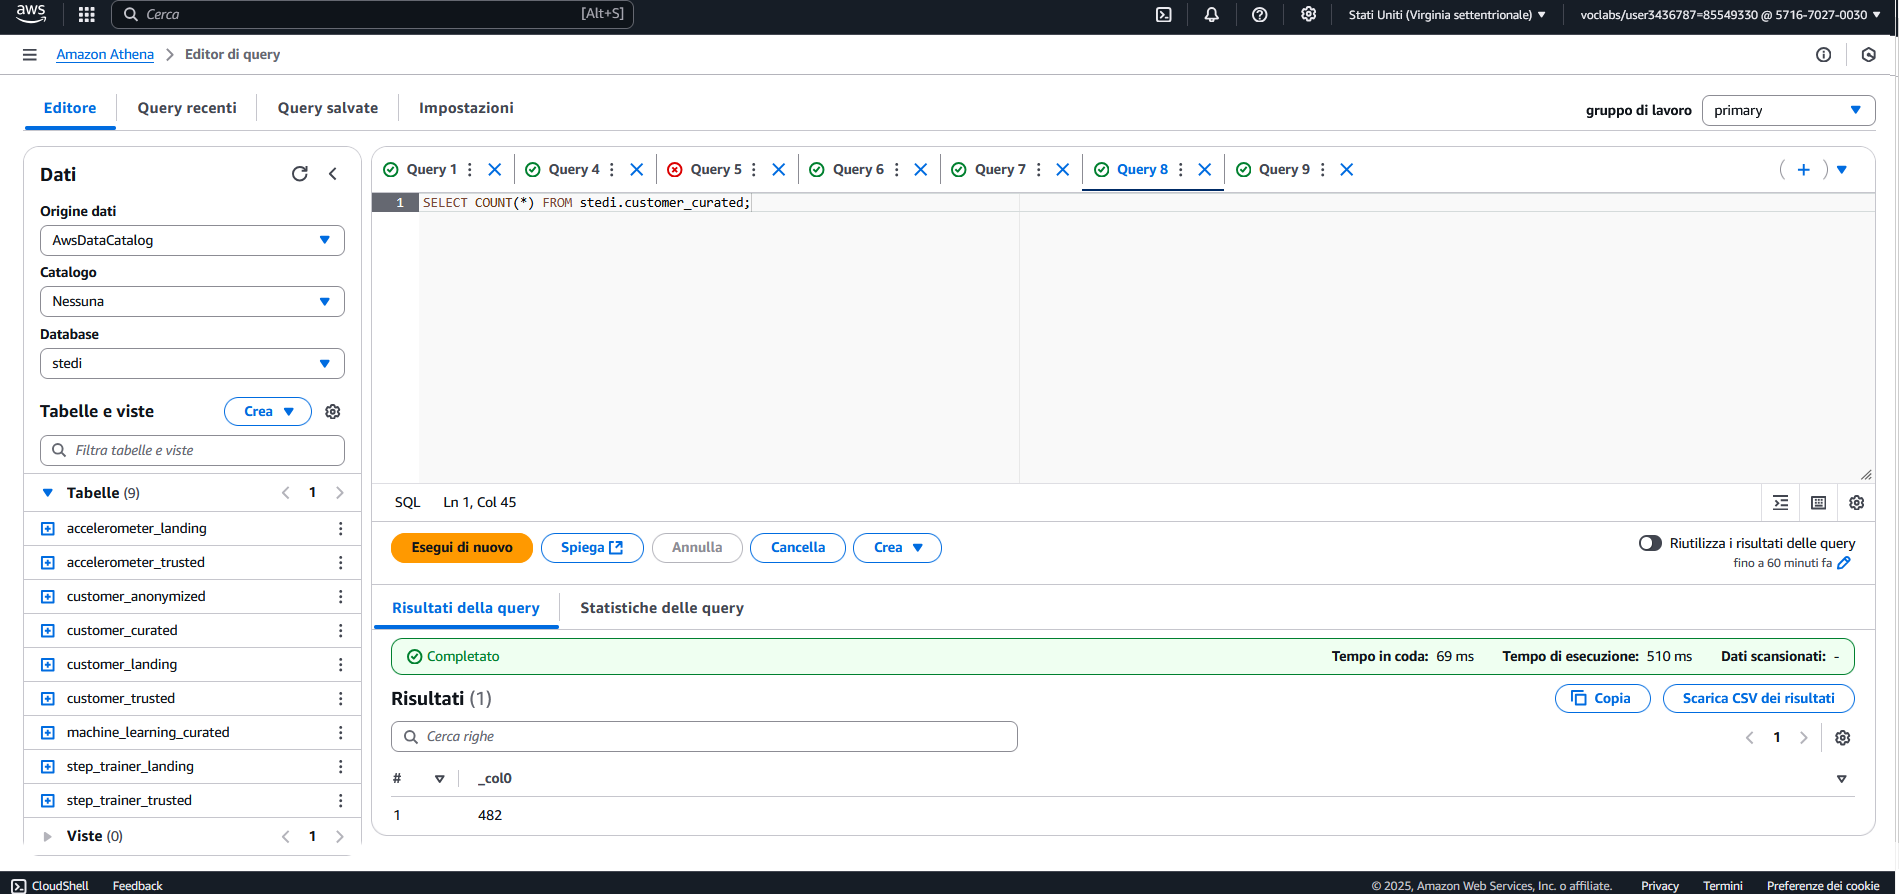 aws
Cerca [Alt+S]
Stati Uniti (Virginia settentrionale)
voclabs/user3436787=85549330 @ 5716-7027-0030
Amazon Athena
Editor di query
Editore
Query recenti
Query salvate
Impostazioni
gruppo di lavoro
primary
Dati
Origine dati
AwsDataCatalog
Catalogo
Nessuna
Database
stedi
Tabelle e viste
Crea
Filtra tabelle e viste
Tabelle (9)
1
accelerometer_landing
accelerometer_trusted
customer_anonymized
customer_curated
customer_landing
customer_trusted
machine_learning_curated
step_trainer_landing
step_trainer_trusted
Viste (0)
1
Query 1
Query 4
Query 5
Query 6
Query 7
Query 8
Query 9
1 SELECT COUNT(*) FROM stedi.customer_curated;
SQL Ln 1, Col 45
Esegui di nuovo
Spiega
Annulla
Cancella
Crea
Riutilizza i risultati delle query
fino a 60 minuti fa
Risultati della query
Statistiche delle query
Completato
Tempo in coda: 69 ms
Tempo di esecuzione: 510 ms
Dati scansionati: -
Risultati (1)
Copia
Scarica CSV dei risultati
Cerca righe
1
# _col0
1 482
CloudShell
Feedback
© 2025, Amazon Web Services, Inc. o affiliate.
Privacy
Termini
Preferenze dei cookie